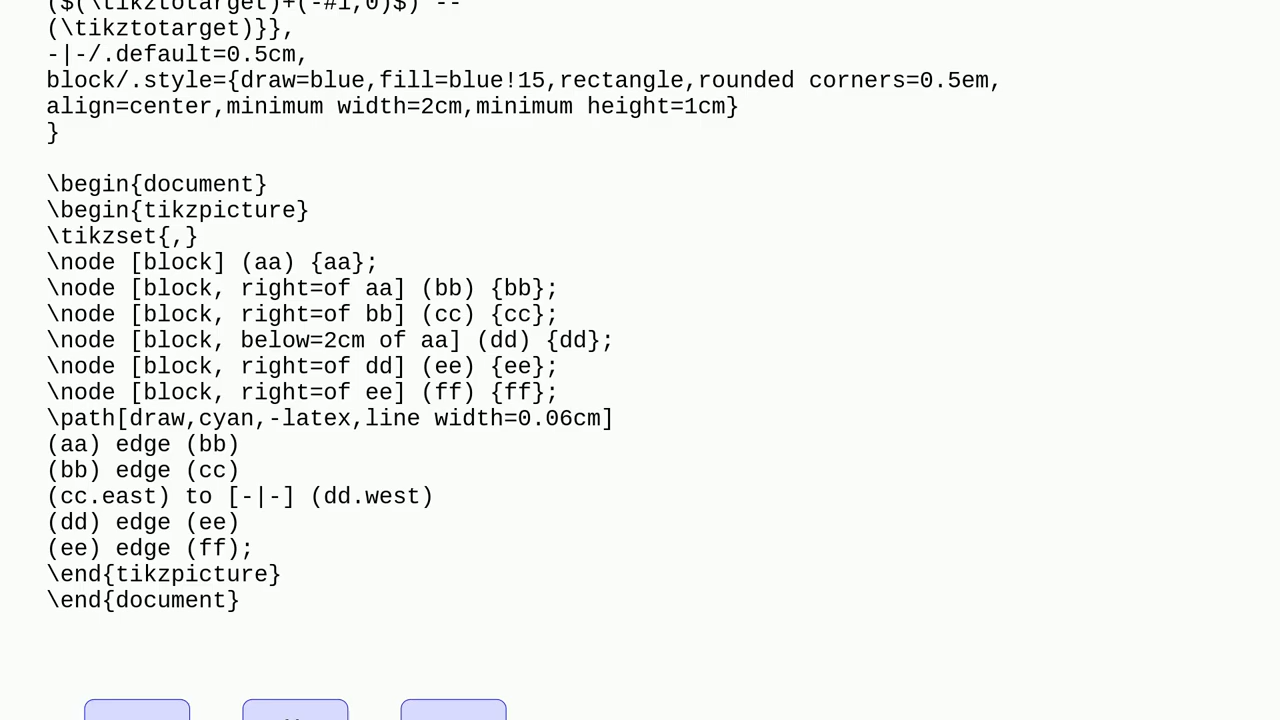 ($(\tikztotarget)+(-#1,0)$) --
(\tikztotarget)}},
-|-/.default=0.5cm,
block/.style={draw=blue,fill=blue!15,rectangle,rounded corners=0.5em,
align=center,minimum width=2cm,minimum height=1cm}
}
\begin{document}
\begin{tikzpicture}
\tikzset{,}
\node [block] (aa) {aa};
\node [block, right=of aa] (bb) {bb};
\node [block, right=of bb] (cc) {cc};
\node [block, below=2cm of aa] (dd) {dd};
\node [block, right=of dd] (ee) {ee};
\node [block, right=of ee] (ff) {ff};
\path[draw,cyan,-latex,line width=0.06cm]
(aa) edge (bb)
(bb) edge (cc)
(cc.east) to [-|-] (dd.west)
(dd) edge (ee)
(ee) edge (ff);
\end{tikzpicture}
\end{document}